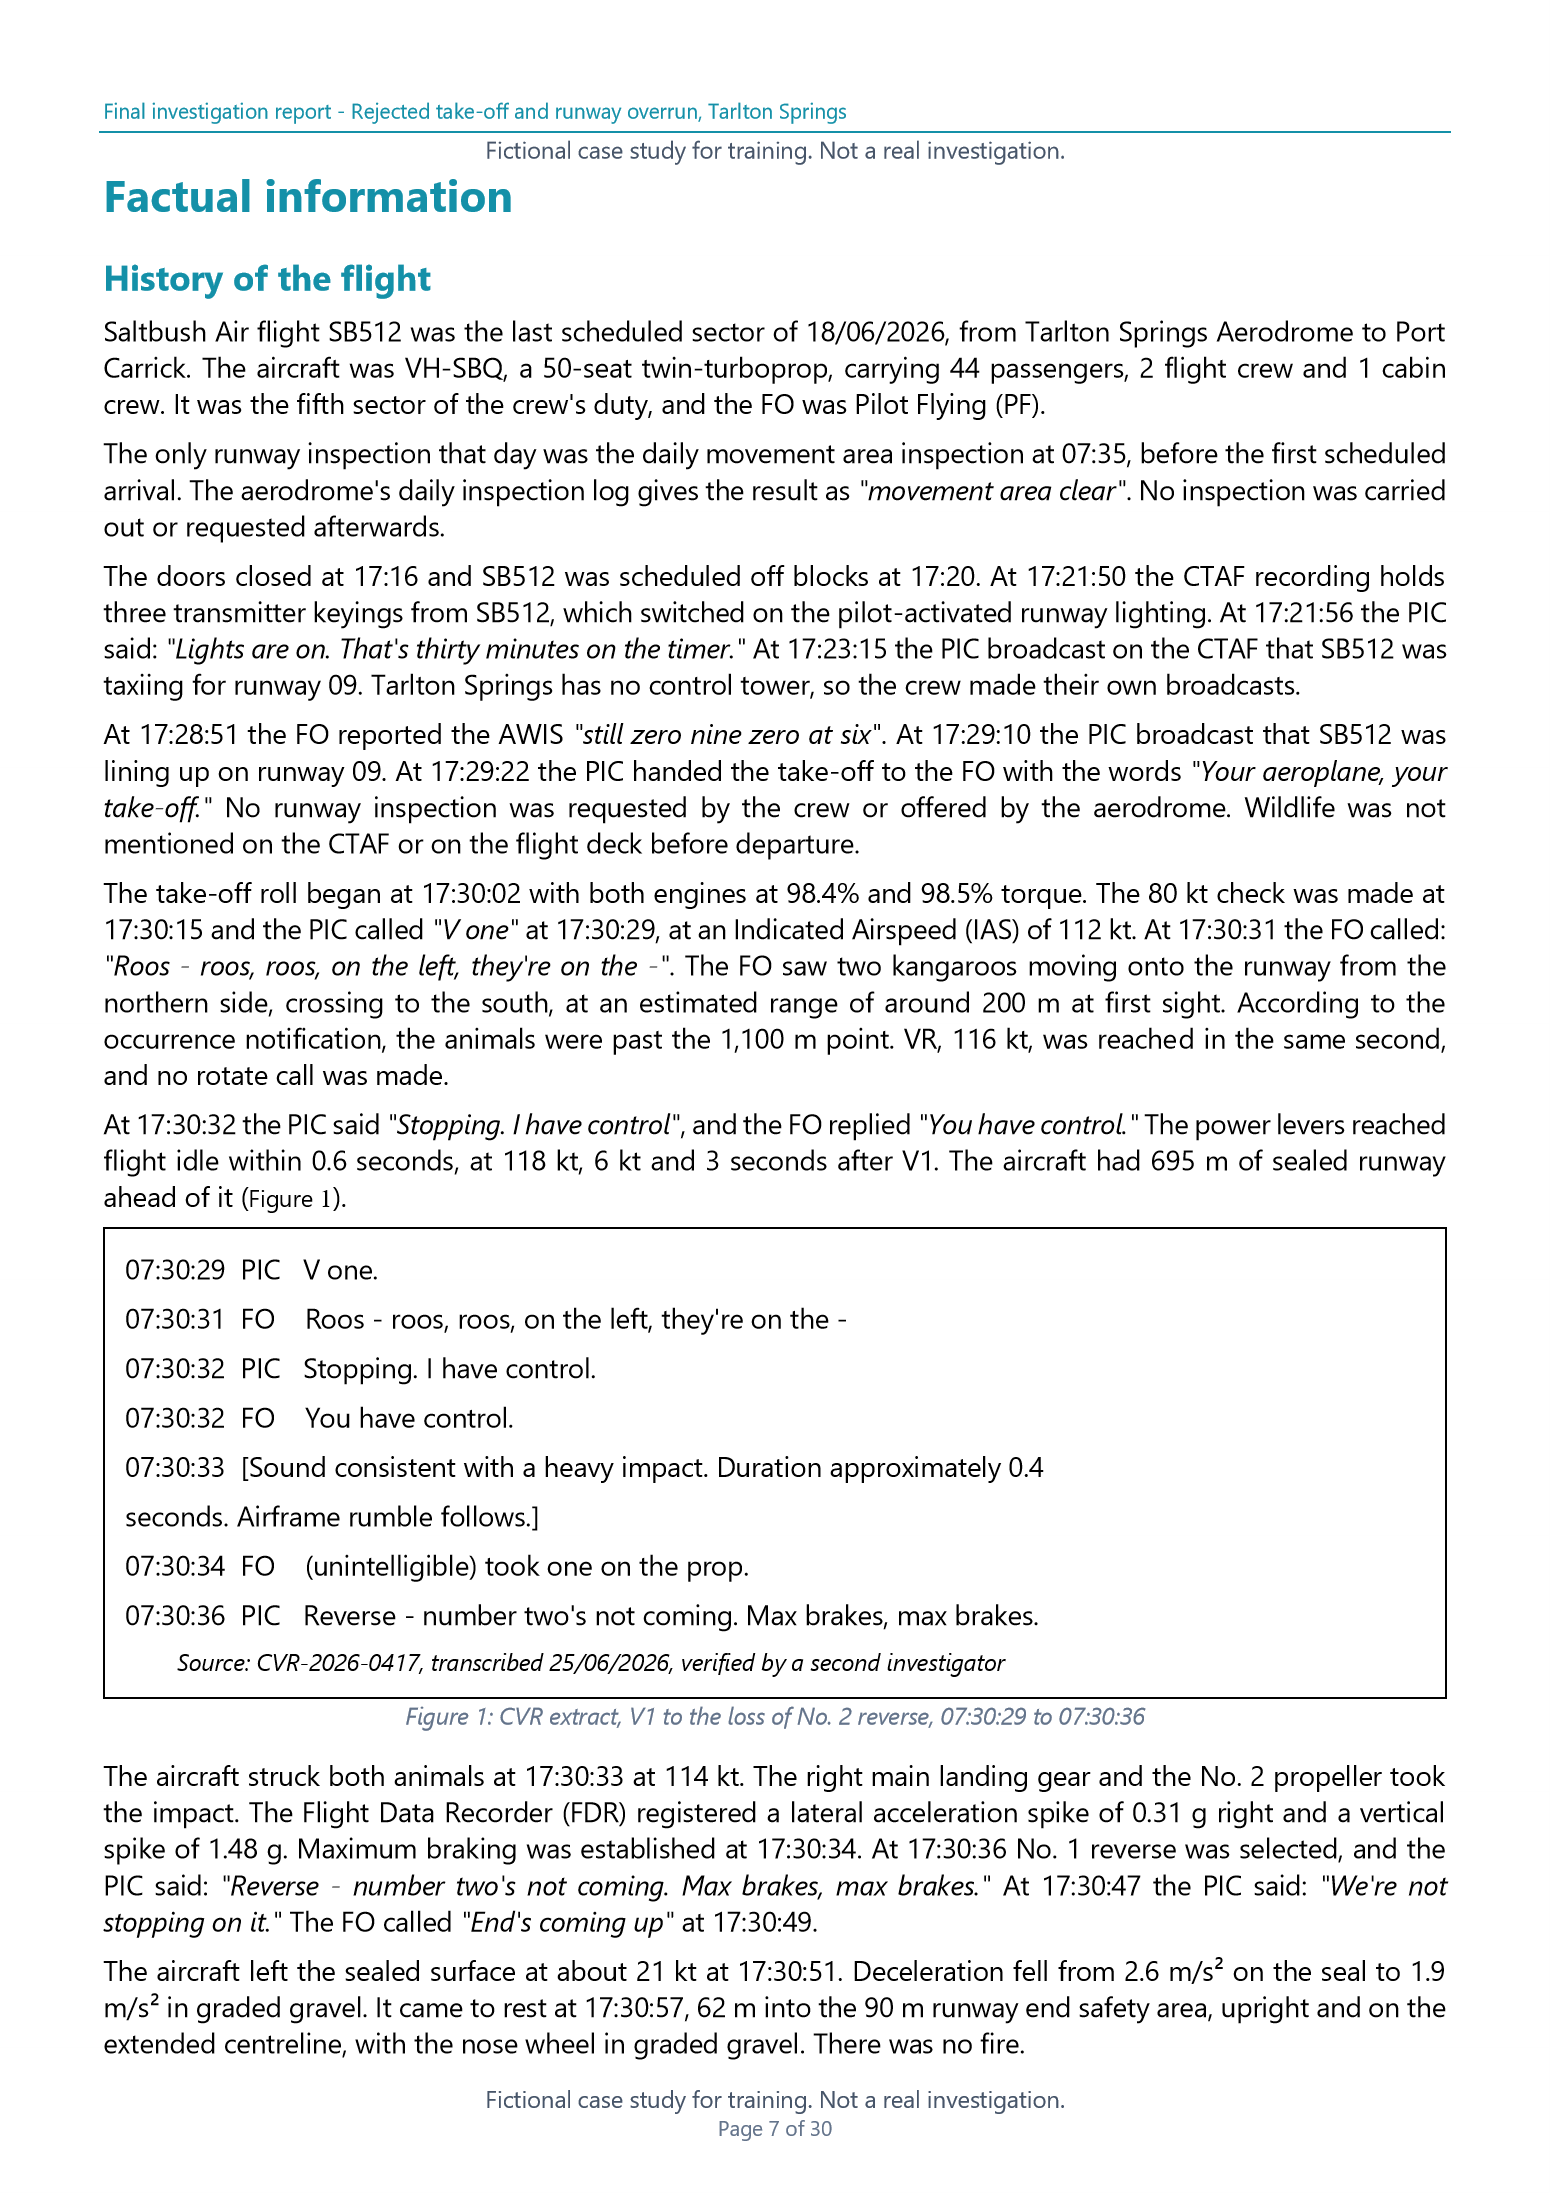 Final investigation report - Rejected take-off and runway overrun, Tarlton Springs
Fictional case study for training. Not a real investigation.
Factual information
History of the flight
Saltbush Air flight SB512 was the last scheduled sector of 18/06/2026, from Tarlton Springs Aerodrome to Port
Carrick. The aircraft was VH-SBQ, a 50-seat twin-turboprop, carrying 44 passengers, 2 flight crew and 1 cabin
crew. It was the fifth sector of the crew's duty, and the FO was Pilot Flying (PF).
The only runway inspection that day was the daily movement area inspection at 07:35, before the first scheduled
arrival. The aerodrome's daily inspection log gives the result as "movement area clear". No inspection was carried
out or requested afterwards.
The doors closed at 17:16 and SB512 was scheduled off blocks at 17:20. At 17:21:50 the CTAF recording holds
three transmitter keyings from SB512, which switched on the pilot-activated runway lighting. At 17:21:56 the PIC
said: "Lights are on. That's thirty minutes on the timer." At 17:23:15 the PIC broadcast on the CTAF that SB512 was
taxiing for runway 09. Tarlton Springs has no control tower, so the crew made their own broadcasts.
At 17:28:51 the FO reported the AWIS "still zero nine zero at six". At 17:29:10 the PIC broadcast that SB512 was
lining up on runway 09. At 17:29:22 the PIC handed the take-off to the FO with the words "Your aeroplane, your
take-off." No runway inspection was requested by the crew or offered by the aerodrome. Wildlife was not
mentioned on the CTAF or on the flight deck before departure.
The take-off roll began at 17:30:02 with both engines at 98.4% and 98.5% torque. The 80 kt check was made at
17:30:15 and the PIC called "V one" at 17:30:29, at an Indicated Airspeed (IAS) of 112 kt. At 17:30:31 the FO called:
"Roos - roos, roos, on the left, they're on the -". The FO saw two kangaroos moving onto the runway from the
northern side, crossing to the south, at an estimated range of around 200 m at first sight. According to the
occurrence notification, the animals were past the 1,100 m point. VR, 116 kt, was reached in the same second,
and no rotate call was made.
At 17:30:32 the PIC said "Stopping. I have control", and the FO replied "You have control." The power levers reached
flight idle within 0.6 seconds, at 118 kt, 6 kt and 3 seconds after V1. The aircraft had 695 m of sealed runway
ahead of it (Figure 1).
07:30:29 PIC V one.
07:30:31 FO Roos - roos, roos, on the left, they're on the -
07:30:32 PIC Stopping. I have control.
07:30:32 FO You have control.
07:30:33 [Sound consistent with a heavy impact. Duration approximately 0.4
seconds. Airframe rumble follows.]
07:30:34 FO (unintelligible) took one on the prop.
07:30:36 PIC Reverse - number two's not coming. Max brakes, max brakes.
Source: CVR-2026-0417, transcribed 25/06/2026, verified by a second investigator
Figure 1: CVR extract, V1 to the loss of No. 2 reverse, 07:30:29 to 07:30:36
The aircraft struck both animals at 17:30:33 at 114 kt. The right main landing gear and the No. 2 propeller took
the impact. The Flight Data Recorder (FDR) registered a lateral acceleration spike of 0.31 g right and a vertical
spike of 1.48 g. Maximum braking was established at 17:30:34. At 17:30:36 No. 1 reverse was selected, and the
PIC said: "Reverse - number two's not coming. Max brakes, max brakes." At 17:30:47 the PIC said: "We're not
stopping on it." The FO called "End's coming up" at 17:30:49.
The aircraft left the sealed surface at about 21 kt at 17:30:51. Deceleration fell from 2.6 m/s² on the seal to 1.9
m/s² in graded gravel. It came to rest at 17:30:57, 62 m into the 90 m runway end safety area, upright and on the
extended centreline, with the nose wheel in graded gravel. There was no fire.
Fictional case study for training. Not a real investigation.
Page 7 of 30